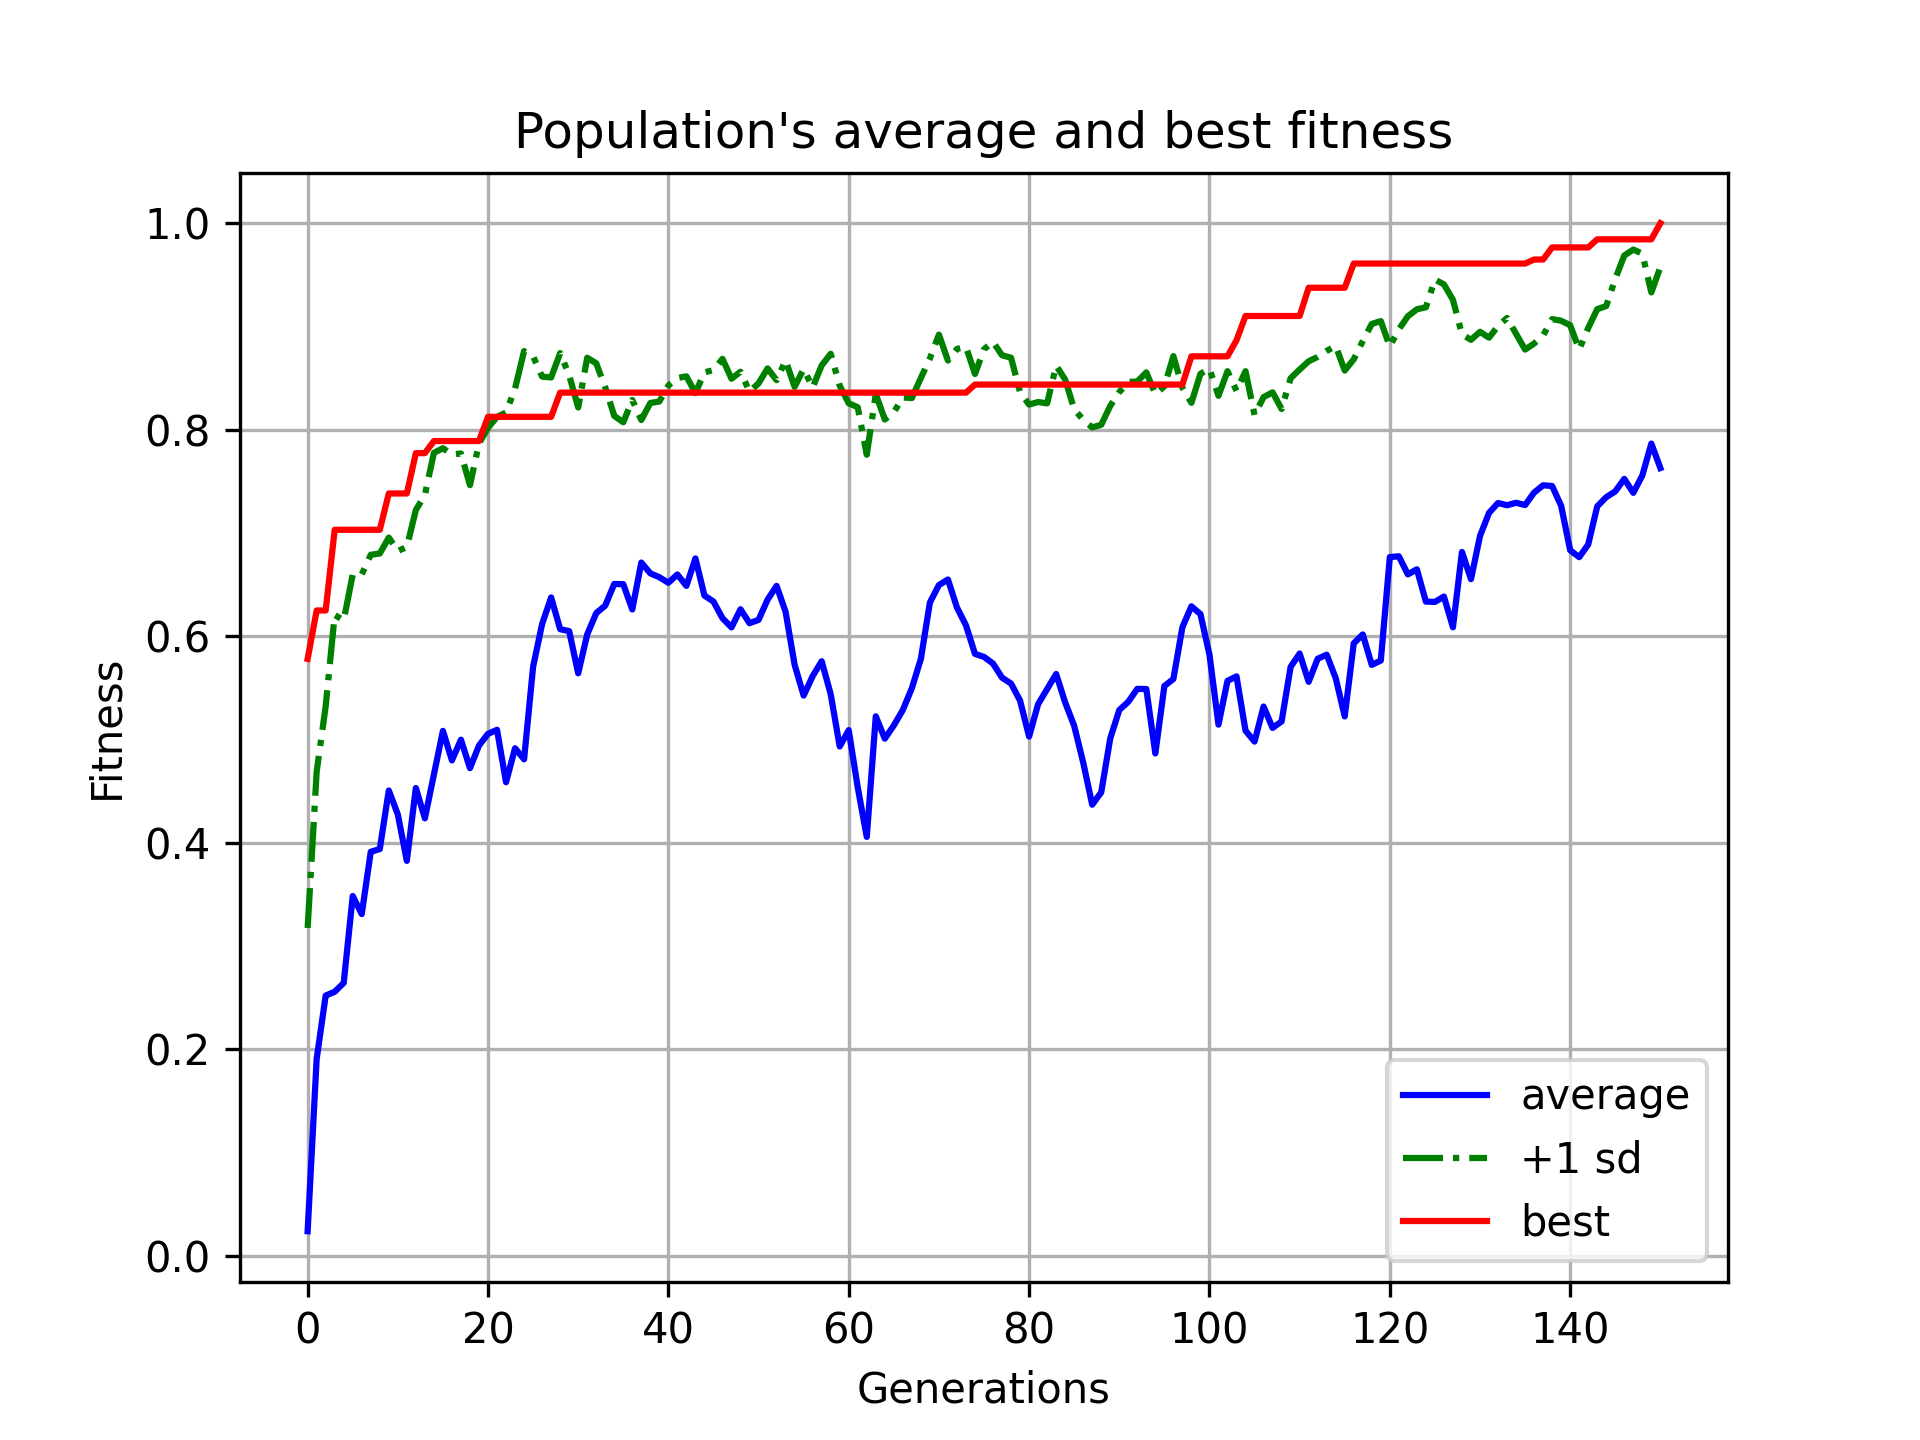 Population's average and best fitness
1.0
0.8
0.6
0.4
0.2
0.0
Fitness
0 20 40 60 80 100 120 140
Generations
average
+1 sd
best